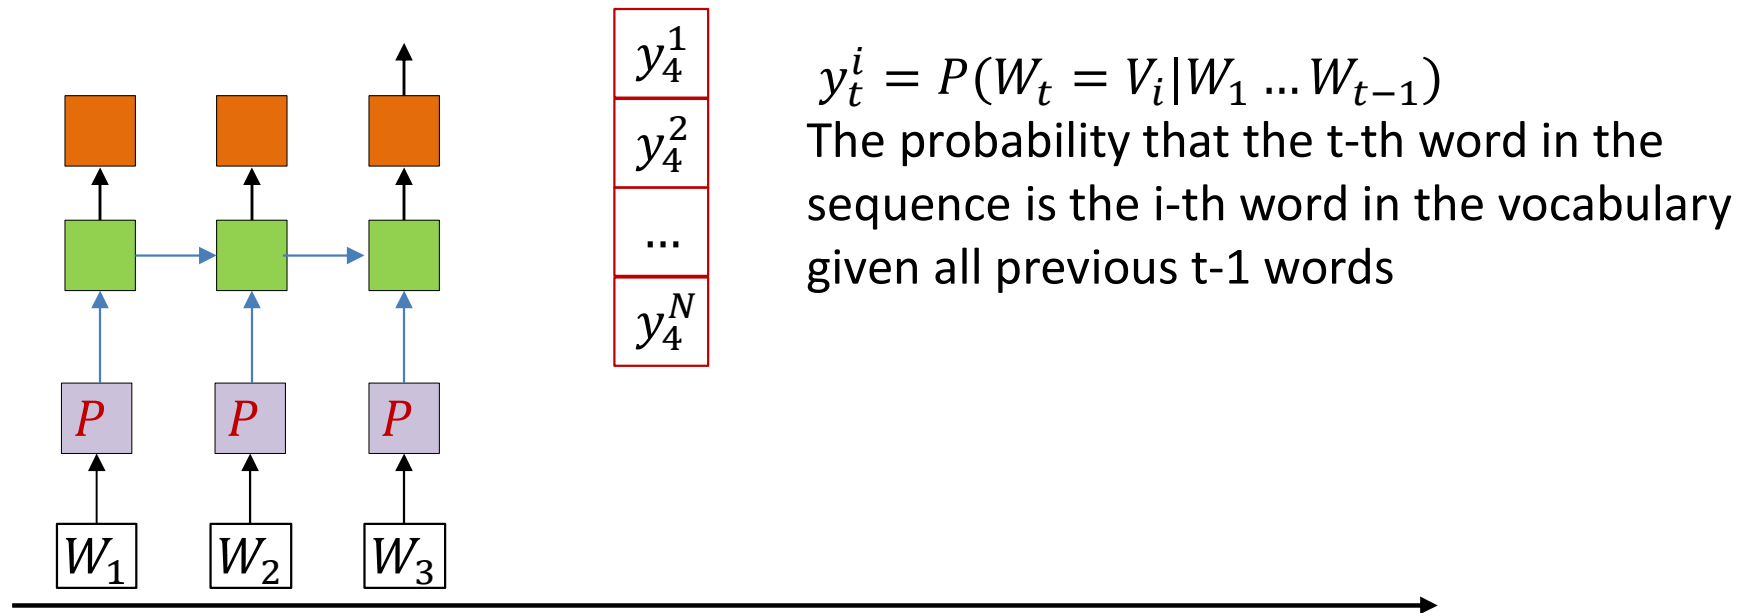 y_4^1
y_4^2
...
y_4^N
y_t^i = P(W_t = V_i|W_1 ... W_{t−1})
The probability that the t-th word in the
sequence is the i-th word in the vocabulary
given all previous t-1 words
P P P
W_1 W_2 W_3